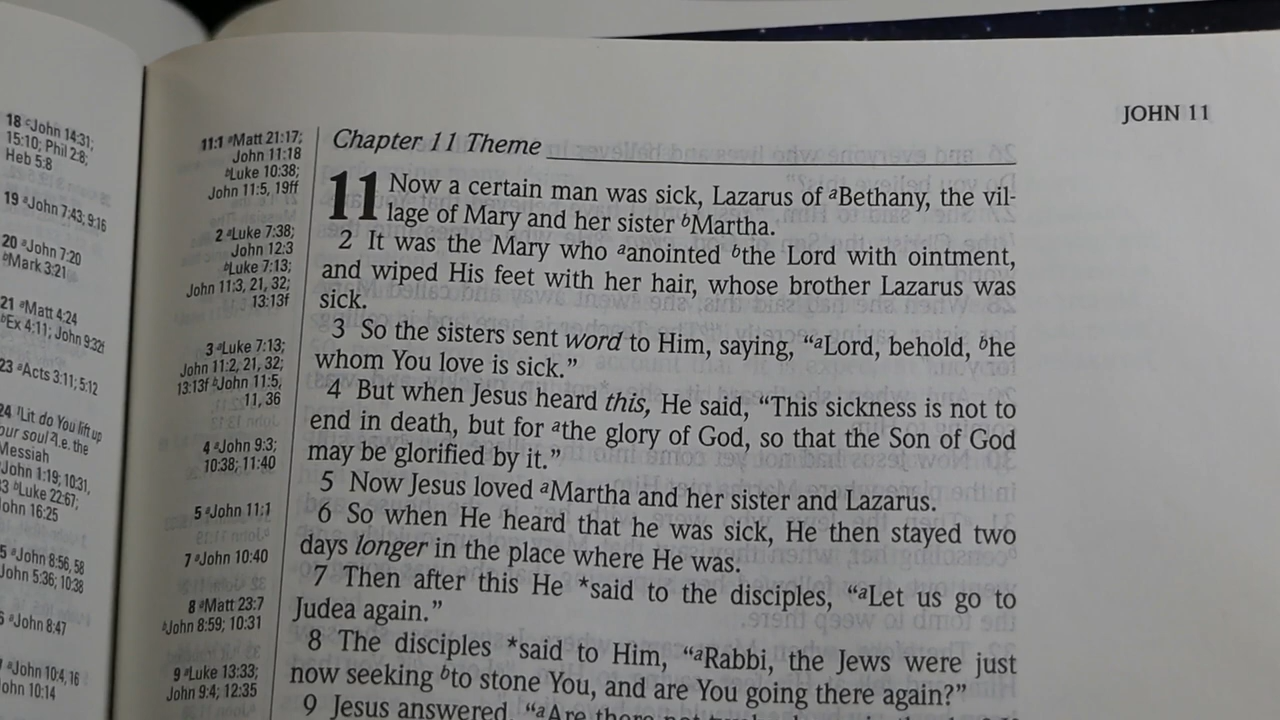 18 cJohn 14:31;
15:10; Phil 2:8;
Heb 5:8
19 aJohn 7:43; 9:16
20 aJohn 7:20
bMark 3:21
21 aMatt 4:24
bEx 4:11; John 9:32f
23 aActs 3:11; 5:12
24 1Lit do You lift up
our soul 2I.e. the
Messiah
John 1:19; 10:31,
33 bLuke 22:67;
John 16:25
5 aJohn 8:56, 58
John 5:36; 10:38
6 aJohn 8:47
aJohn 10:4, 16
John 10:14
JOHN 11
11:1 aMatt 21:17;
John 11:18
bLuke 10:38;
John 11:5, 19ff
2 aLuke 7:38;
John 12:3
bLuke 7:13;
John 11:3, 21, 32;
13:13f
3 aLuke 7:13;
John 11:2, 21, 32;
13:13f bJohn 11:5,
11, 36
4 aJohn 9:3;
10:38; 11:40
5 aJohn 11:1
7 aJohn 10:40
8 aMatt 23:7
bJohn 8:59; 10:31
9 aLuke 13:33;
John 9:4; 12:35
Chapter 11 Theme
11 Now a certain man was sick, Lazarus of aBethany, the vil-
lage of Mary and her sister bMartha.
2 It was the Mary who aanointed bthe Lord with ointment,
and wiped His feet with her hair, whose brother Lazarus was
sick.
3 So the sisters sent word to Him, saying, “aLord, behold, bhe
whom You love is sick.”
4 But when Jesus heard this, He said, “This sickness is not to
end in death, but for athe glory of God, so that the Son of God
may be glorified by it.”
5 Now Jesus loved aMartha and her sister and Lazarus.
6 So when He heard that he was sick, He then stayed two
days longer in the place where He was.
7 Then after this He *said to the disciples, “aLet us go to
Judea again.”
8 The disciples *said to Him, “aRabbi, the Jews were just
now seeking bto stone You, and are You going there again?”
9 Jesus answered, “aAre there not